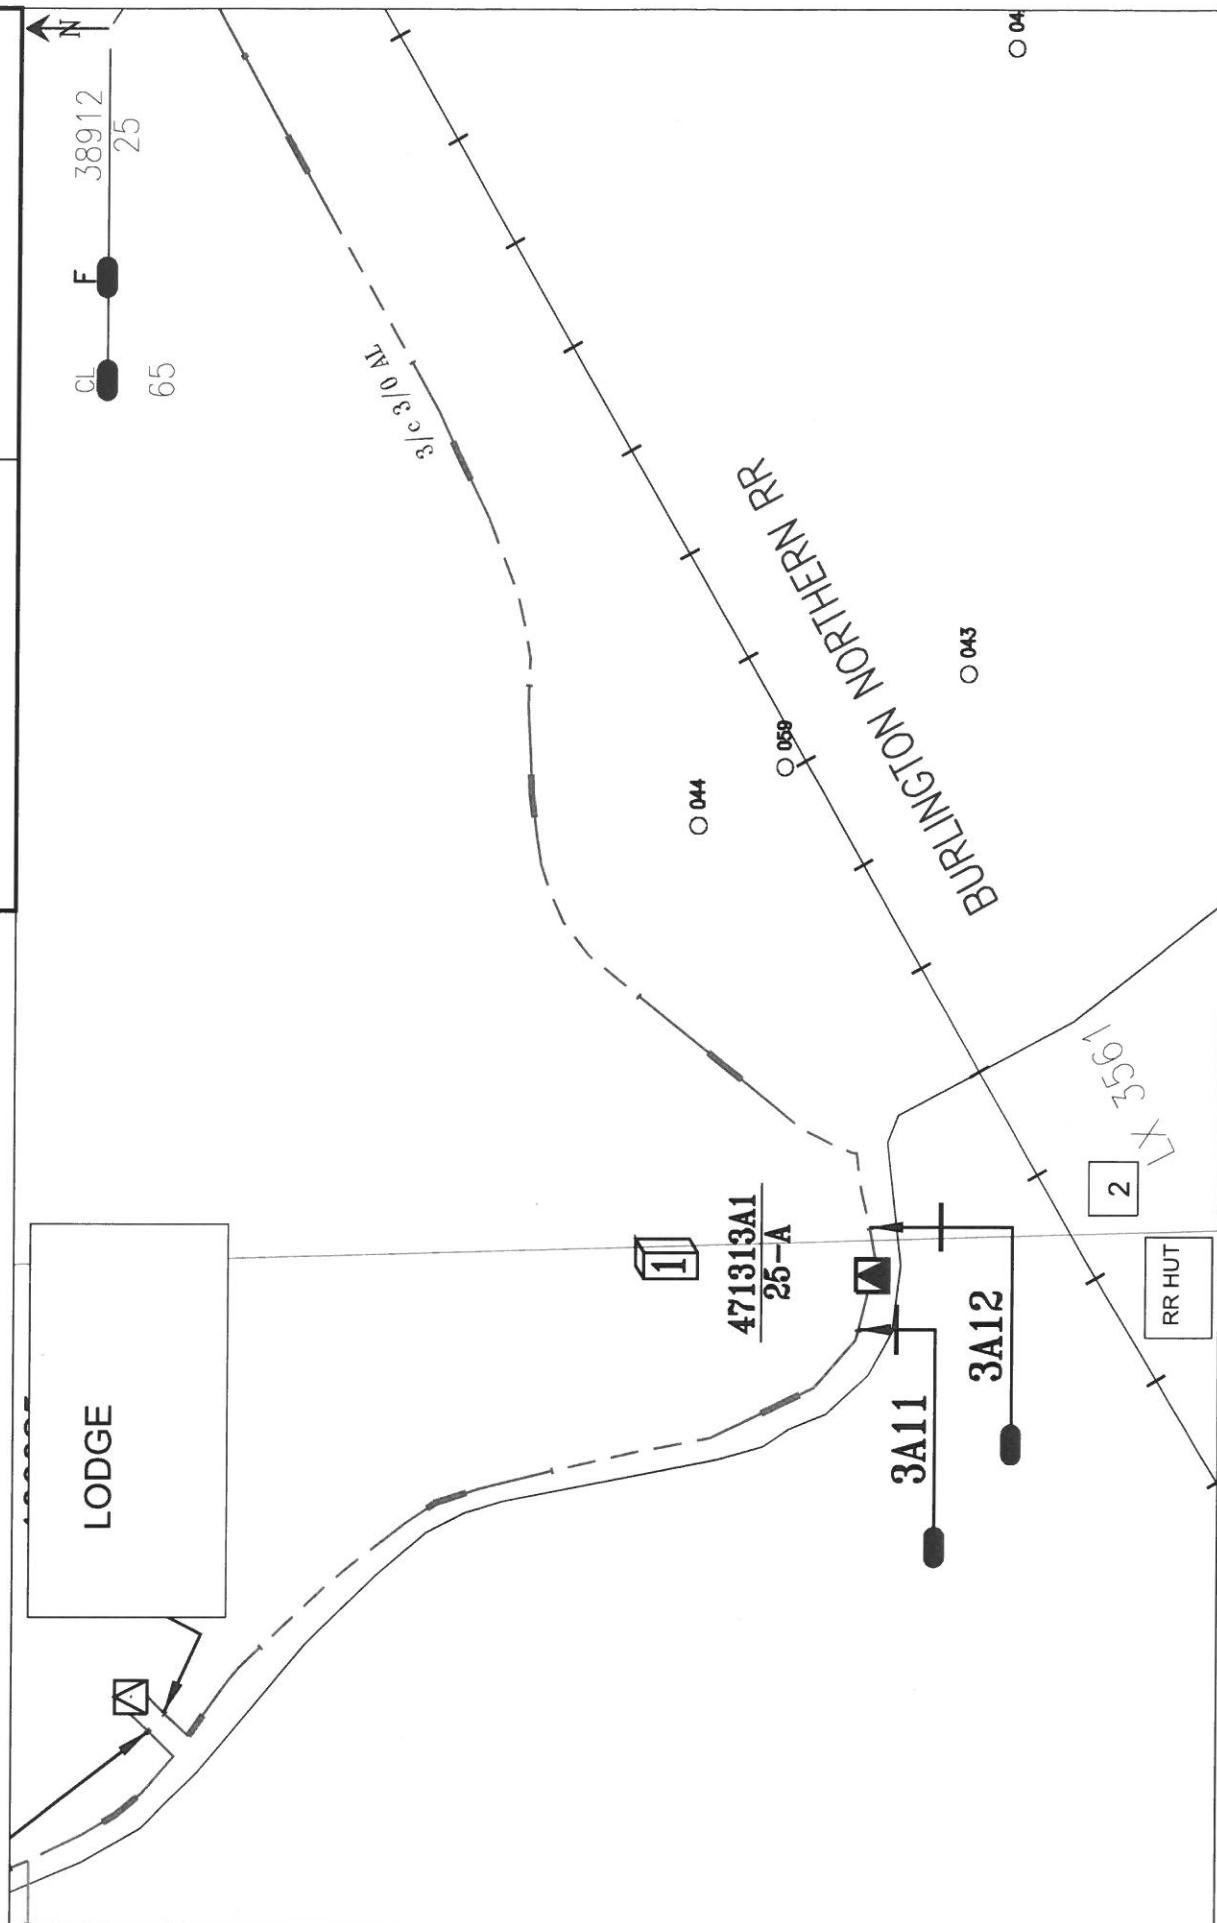 N
38912
25
F
CL
65
3/c 3/0 AL
BURLINGTON NORTHERN RR
04
043
059
044
LX 3561
2
RR HUT
1
471313A1
25-A
3A12
3A11
LODGE